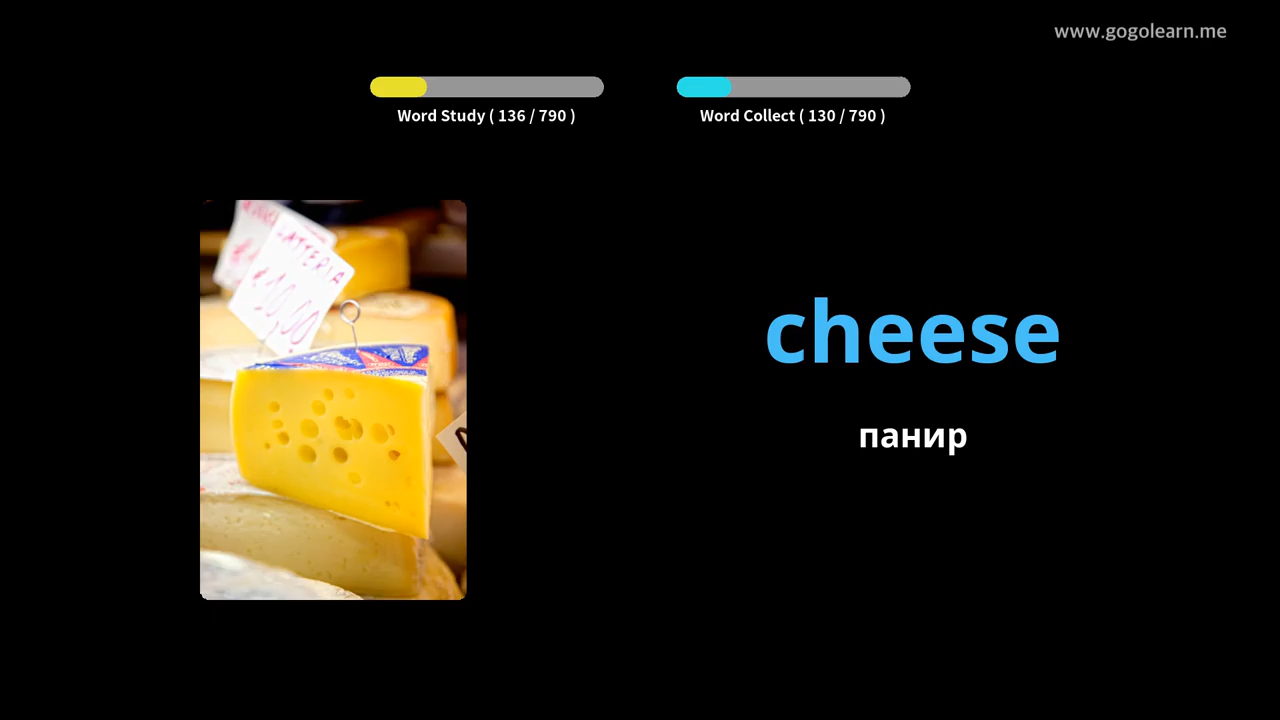 www.gogolearn.me
Word Study ( 136 / 790 )
Word Collect ( 130 / 790 )
LATTERIA
€10,00
cheese
панир